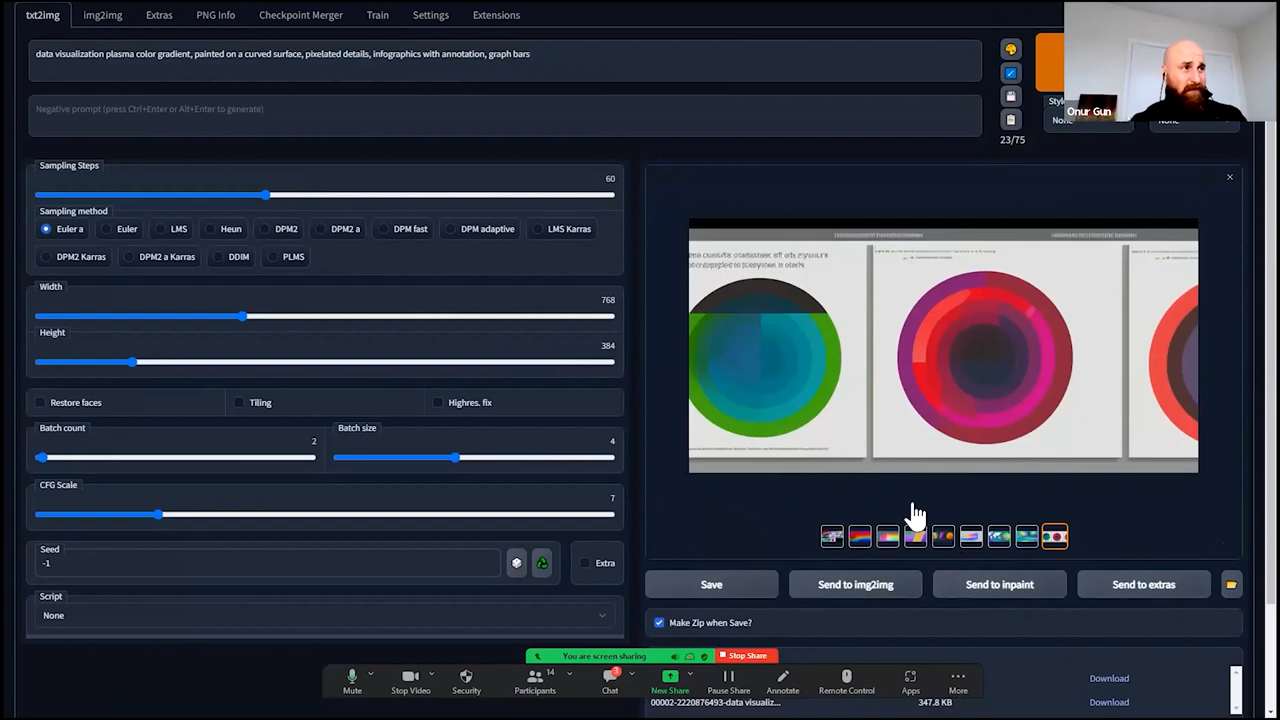 txt2img img2img Extras PNG Info Checkpoint Merger Train Settings Extensions
data visualization plasma color gradient, painted on a curved surface, pixelated details, infographics with annotation, graph bars
Negative prompt (press Ctrl+Enter or Alt+Enter to generate)
Onur Gun
None
None
23/75
Sampling Steps
60
Sampling method
Euler a Euler LMS Heun DPM2 DPM2 a DPM fast DPM adaptive LMS Karras
DPM2 Karras DPM2 a Karras DDIM PLMS
Width
768
Height
384
Restore faces Tiling Highres. fix
Batch count
2
Batch size
4
CFG Scale
7
Seed
-1
Extra
Script
None
Save Send to img2img Send to inpaint Send to extras
Make Zip when Save?
You are screen sharing Stop Share
Mute Stop Video Security 14 Participants 3 Chat New Share Pause Share Annotate Remote Control Apps More
Download
00002-2220876493-data visualiz... 347.8 KB Download